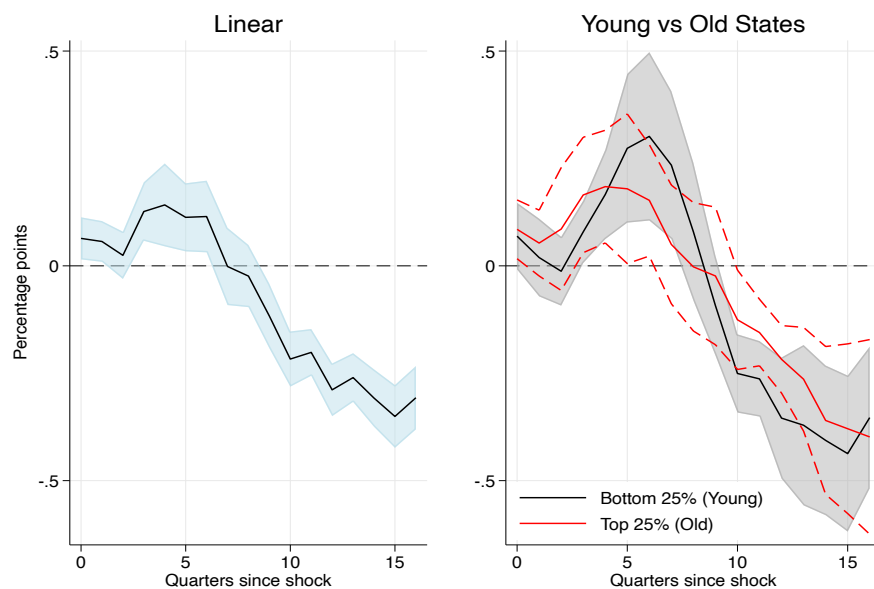 Linear
Young vs Old States
Percentage points
.5
0
-.5
0
5
10
15
Quarters since shock
.5
0
-.5
Bottom 25% (Young)
Top 25% (Old)
0
5
10
15
Quarters since shock